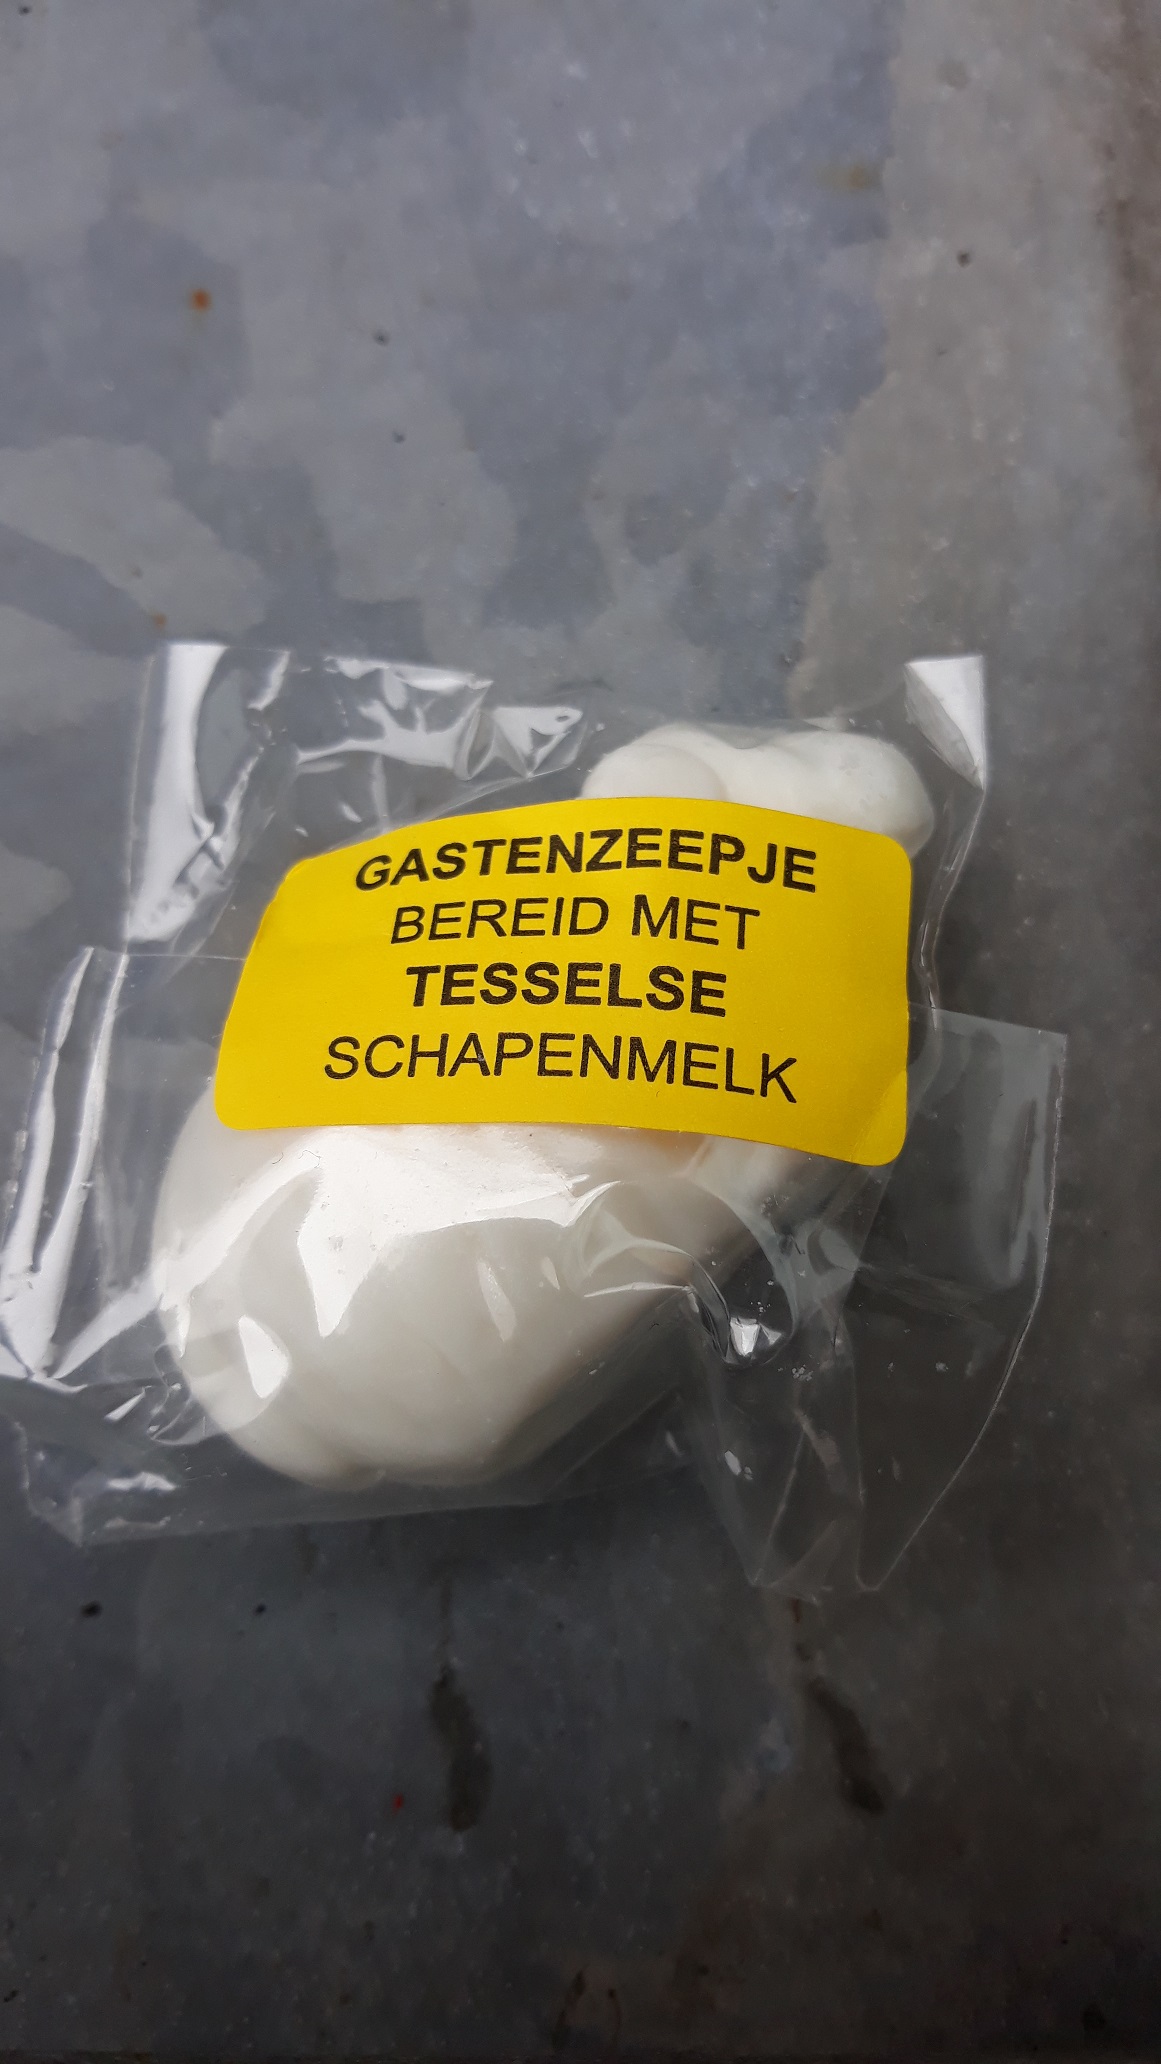 GASTENZEEPJE
BEREID MET
TESSELSE
SCHAPENMELK